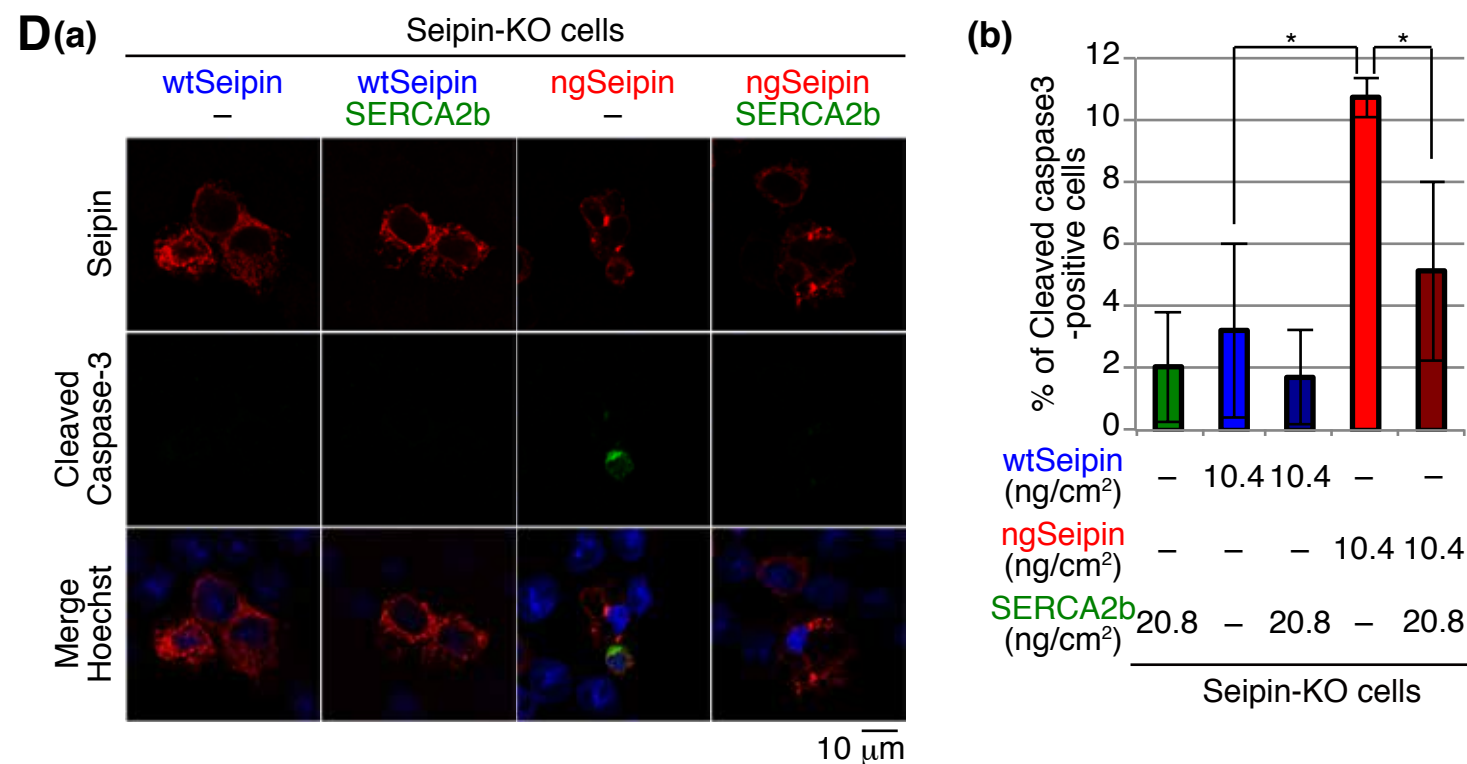 D(a)
Seipin-KO cells
wtSeipin
–
wtSeipin
SERCA2b
ngSeipin
–
ngSeipin
SERCA2b
Seipin
Cleaved
Caspase-3
Merge
Hoechst
10 μm
(b)
% of Cleaved caspase3
-positive cells
12
10
8
6
4
2
0
* *
wtSeipin
(ng/cm²)
– 10.4 10.4 – –
ngSeipin
(ng/cm²)
– – – 10.4 10.4
SERCA2b
(ng/cm²)
20.8 – 20.8 – 20.8
Seipin-KO cells